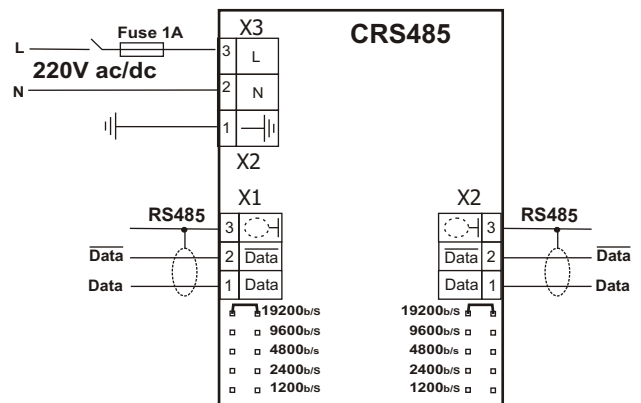 CRS485
X3
Fuse 1A
L
3 L
220V ac/dc
N
2 N
1
X2
X1
RS485
3
Data 2 Data
Data 1 Data
19200b/S
9600b/S
4800b/s
2400b/S
1200b/S
X2
3 RS485
Data 2 Data
Data 1 Data
19200b/S
9600b/S
4800b/s
2400b/S
1200b/S